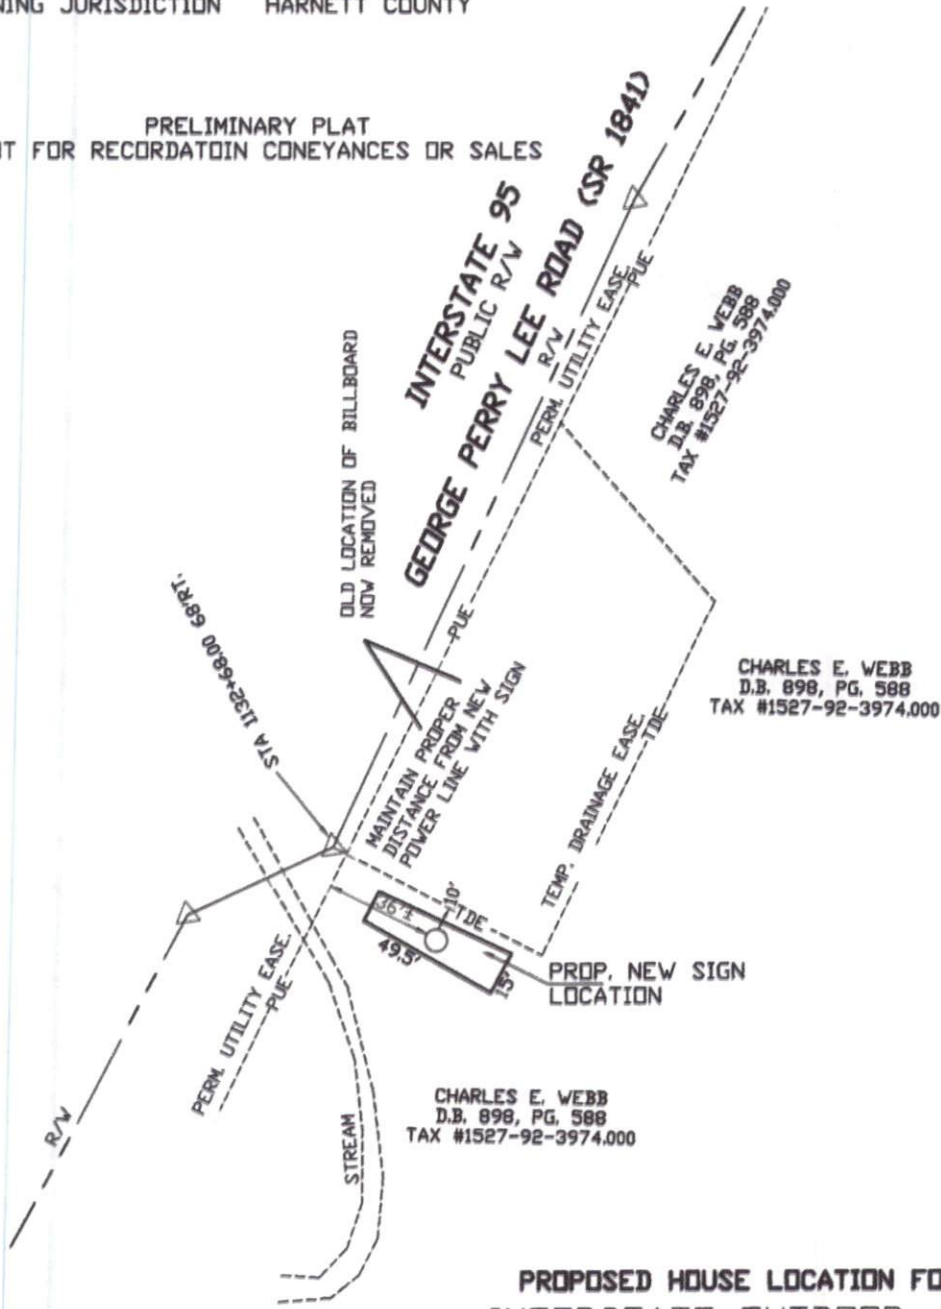 JURISDICTION HARNETT COUNTY
PRELIMINARY PLAT
FOR RECORDATOIN CONEYANCES OR SALES
INTERSTATE 95
PUBLIC R/W
GEORGE PERRY LEE ROAD (SR 1841)
R/W
PERM. UTILITY EASE.
PUE
CHARLES E. WEBB
D.B. 898, PG. 588
TAX #1527-92-3974.000
OLD LOCATION OF BILLBOARD
NOW REMOVED
PUE
STA 1132+68.00 68'RT.
MAINTAIN PROPER
DISTANCE FROM NEW
POWER LINE WITH SIGN
CHARLES E. WEBB
D.B. 898, PG. 588
TAX #1527-92-3974.000
TEMP. DRAINAGE EASE.
TDE
36'±
10'
TDE
49.5'
15'
PROP. NEW SIGN
LOCATION
PERM. UTILITY EASE.
PUE
R/W
STREAM
CHARLES E. WEBB
D.B. 898, PG. 588
TAX #1527-92-3974.000
PROPOSED HOUSE LOCATION